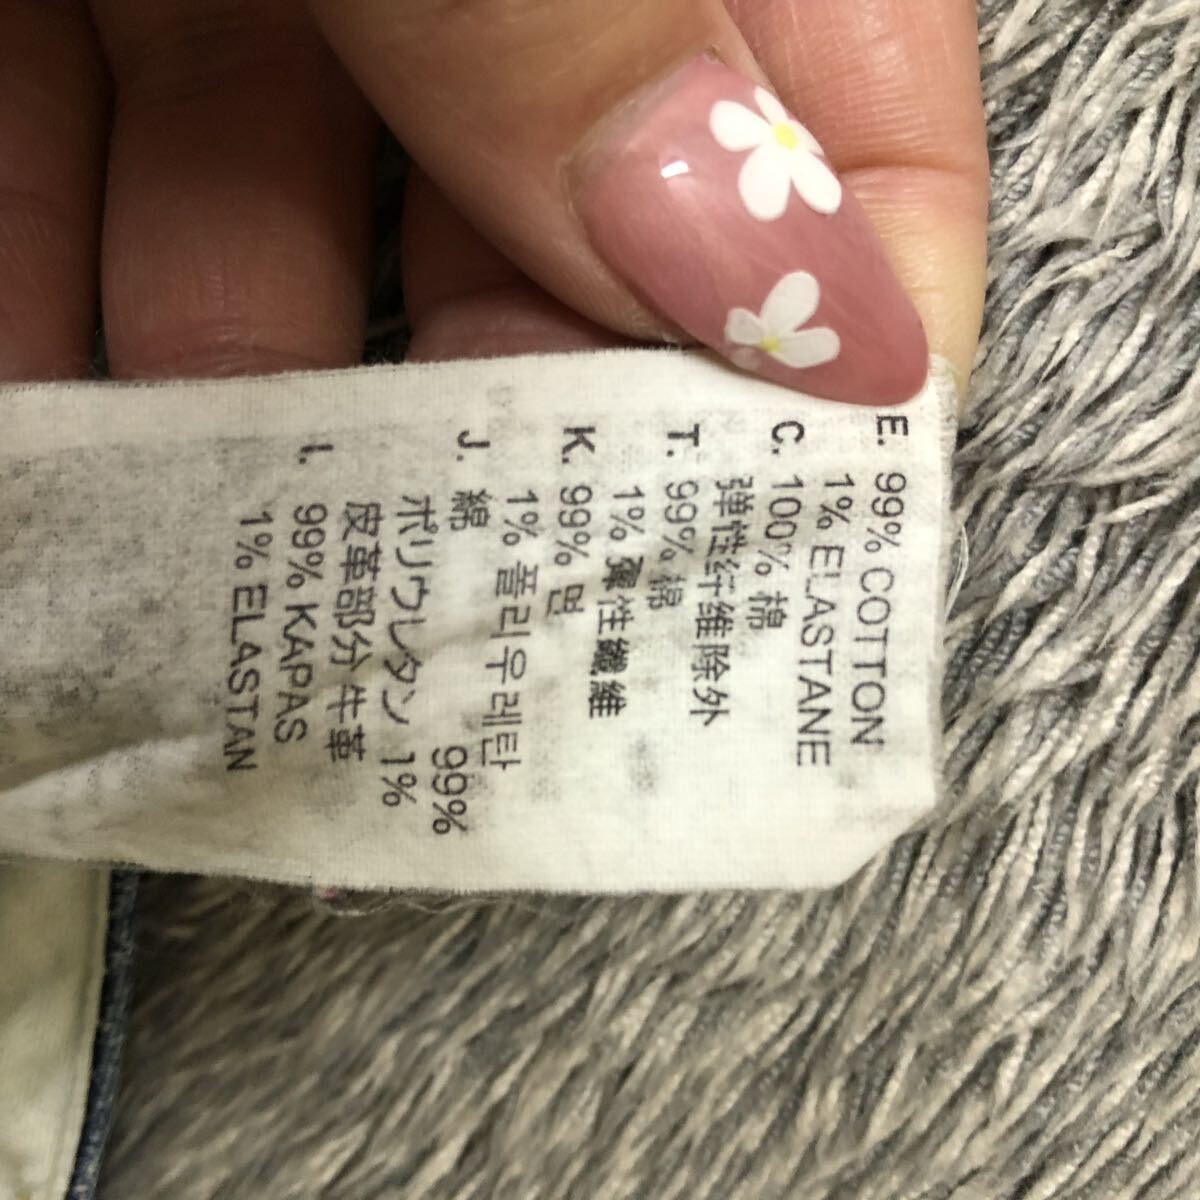 E. 99% COTTON
1% ELASTANE
C. 100% 棉
弹性纤维除外
T. 99% 棉
1% 彈性纖維
K. 99% 면
1% 폴리우레탄
J. 綿 99%
ポリウレタン 1%
皮革部分 牛革
I. 99% KAPAS
1% ELASTAN